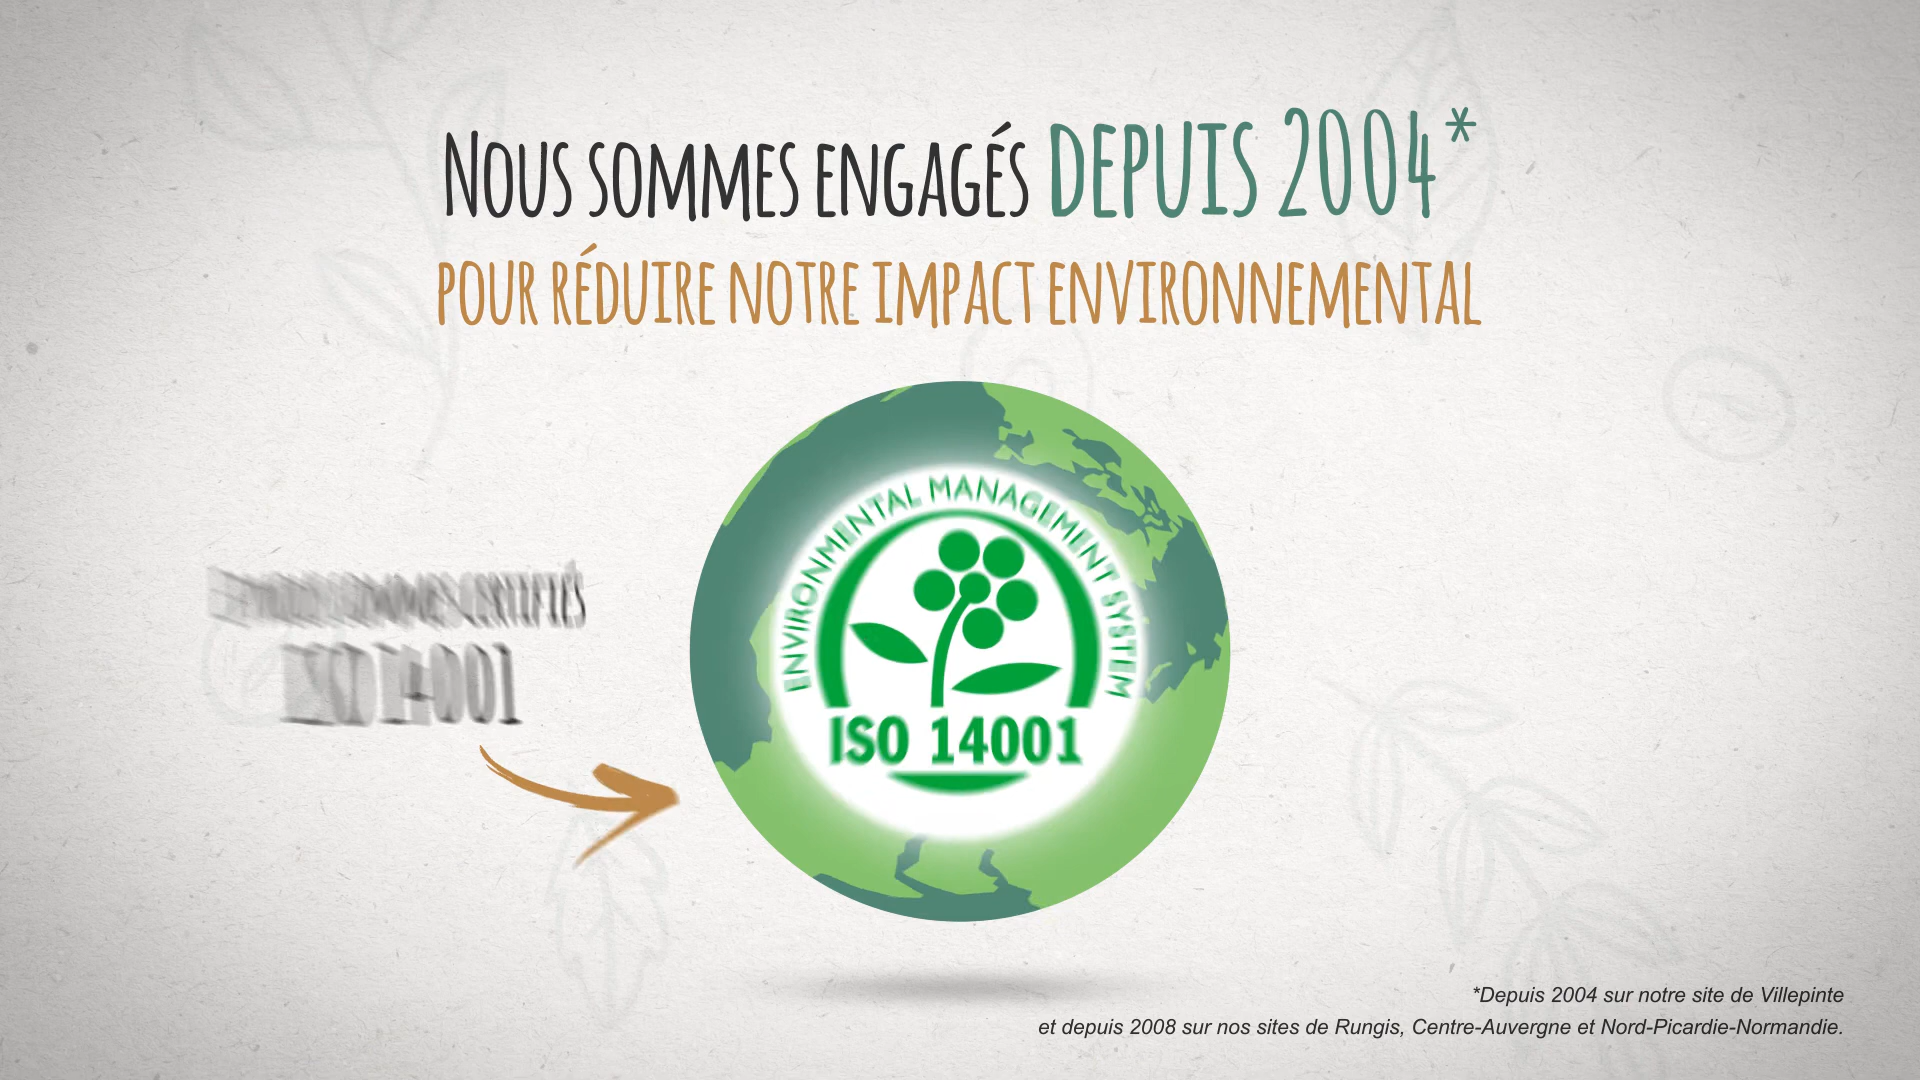 NOUS SOMMES ENGAGÉS DEPUIS 2004*
POUR RÉDUIRE NOTRE IMPACT ENVIRONNEMENTAL
ENVIRONMENTAL MANAGEMENT SYSTEM
ISO 14001
CERTIFIÉS
ISO 14001
*Depuis 2004 sur notre site de Villepinte
et depuis 2008 sur nos sites de Rungis, Centre-Auvergne et Nord-Picardie-Normandie.